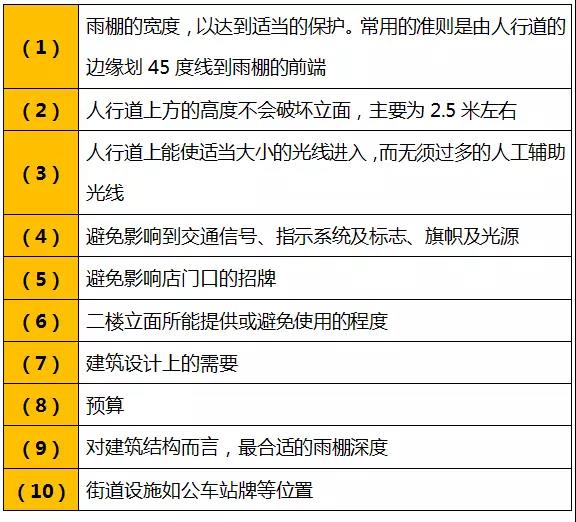 （1）
雨棚的宽度，以达到适当的保护。常用的准则是由人行道的
边缘划 45 度线到雨棚的前端
（2）
人行道上方的高度不会破坏立面，主要为 2.5 米左右
（3）
人行道上能使适当大小的光线进入，而无须过多的人工辅助
光线
（4）
避免影响到交通信号、指示系统及标志、旗帜及光源
（5）
避免影响店门口的招牌
（6）
二楼立面所能提供或避免使用的程度
（7）
建筑设计上的需要
（8）
预算
（9）
对建筑结构而言，最合适的雨棚深度
（10）
街道设施如公车站牌等位置